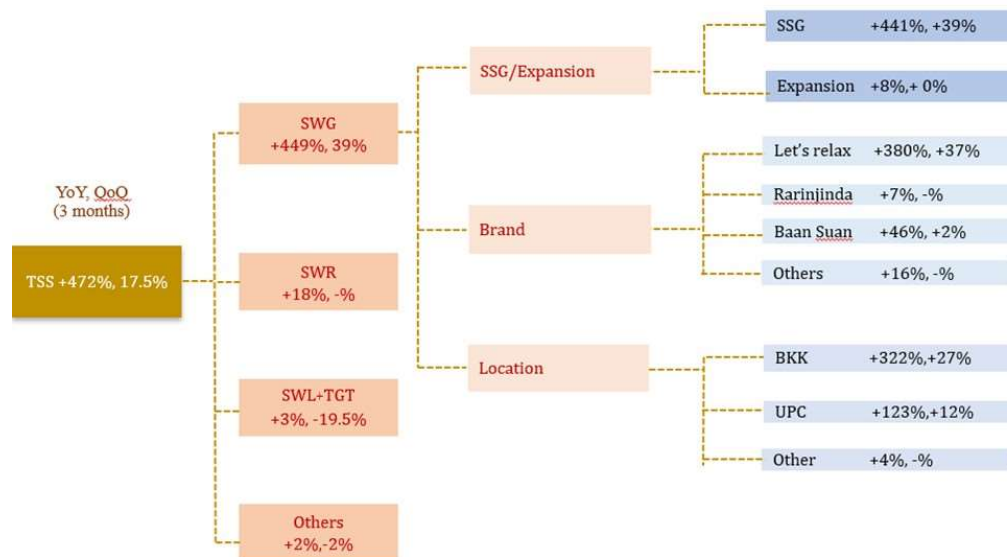 YoY, QoQ
(3 months)
TSS +472%, 17.5%
SWG
+449%, 39%
SWR
+18%, -%
SWL+TGT
+3%, -19.5%
Others
+2%,-2%
SSG/Expansion
Brand
Location
SSG +441%, +39%
Expansion +8%,+ 0%
Let's relax +380%, +37%
Rarinjinda +7%, -%
Baan Suan +46%, +2%
Others +16%, -%
BKK +322%,+27%
UPC +123%,+12%
Other +4%, -%